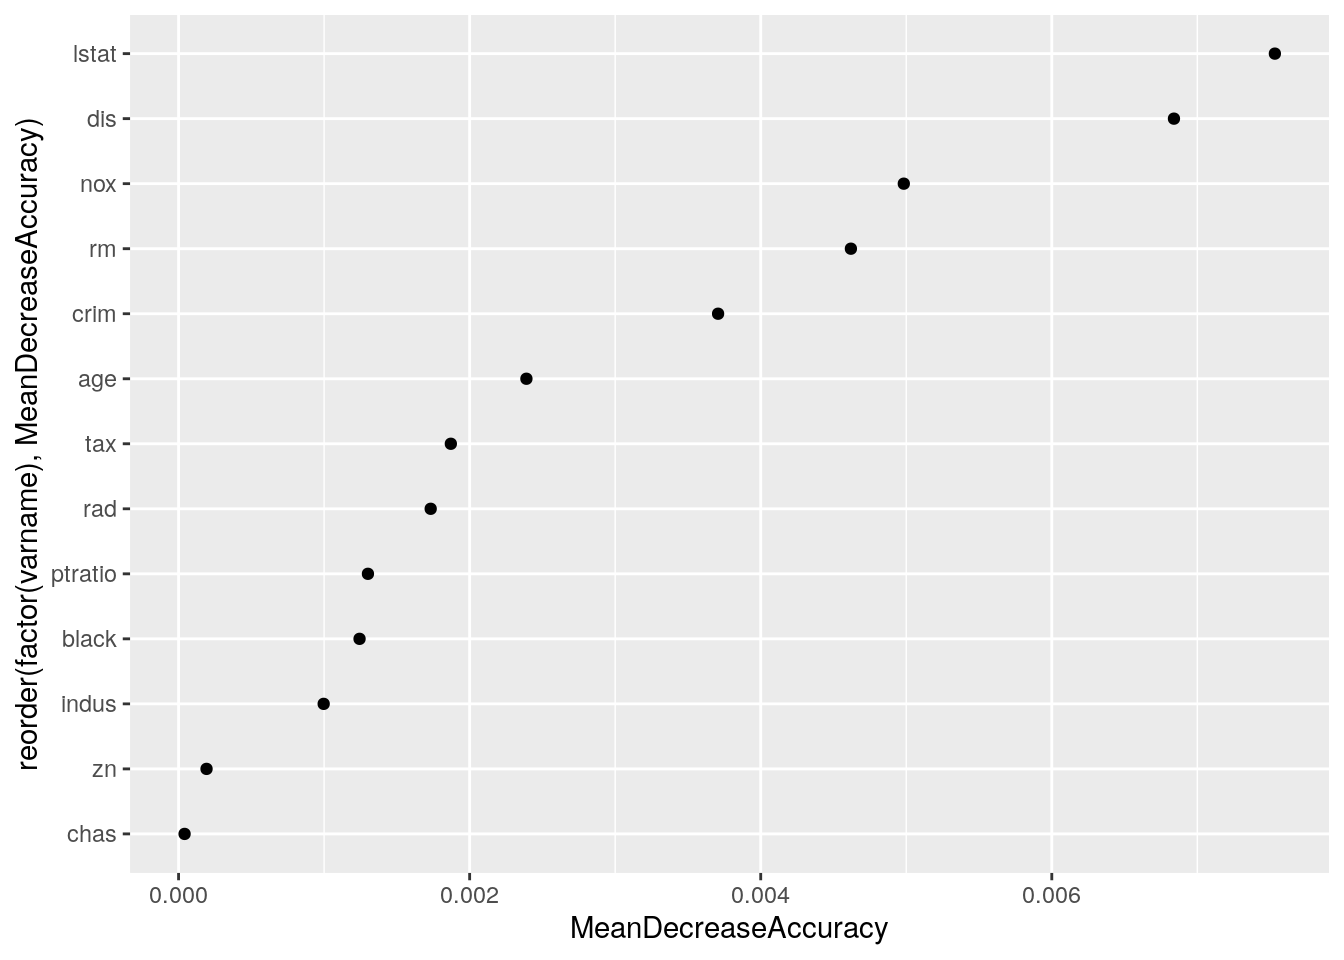 reorder(factor(varname), MeanDecreaseAccuracy)
lstat
dis
nox
rm
crim
age
tax
rad
ptratio
black
indus
zn
chas
0.000 0.002 0.004 0.006
MeanDecreaseAccuracy